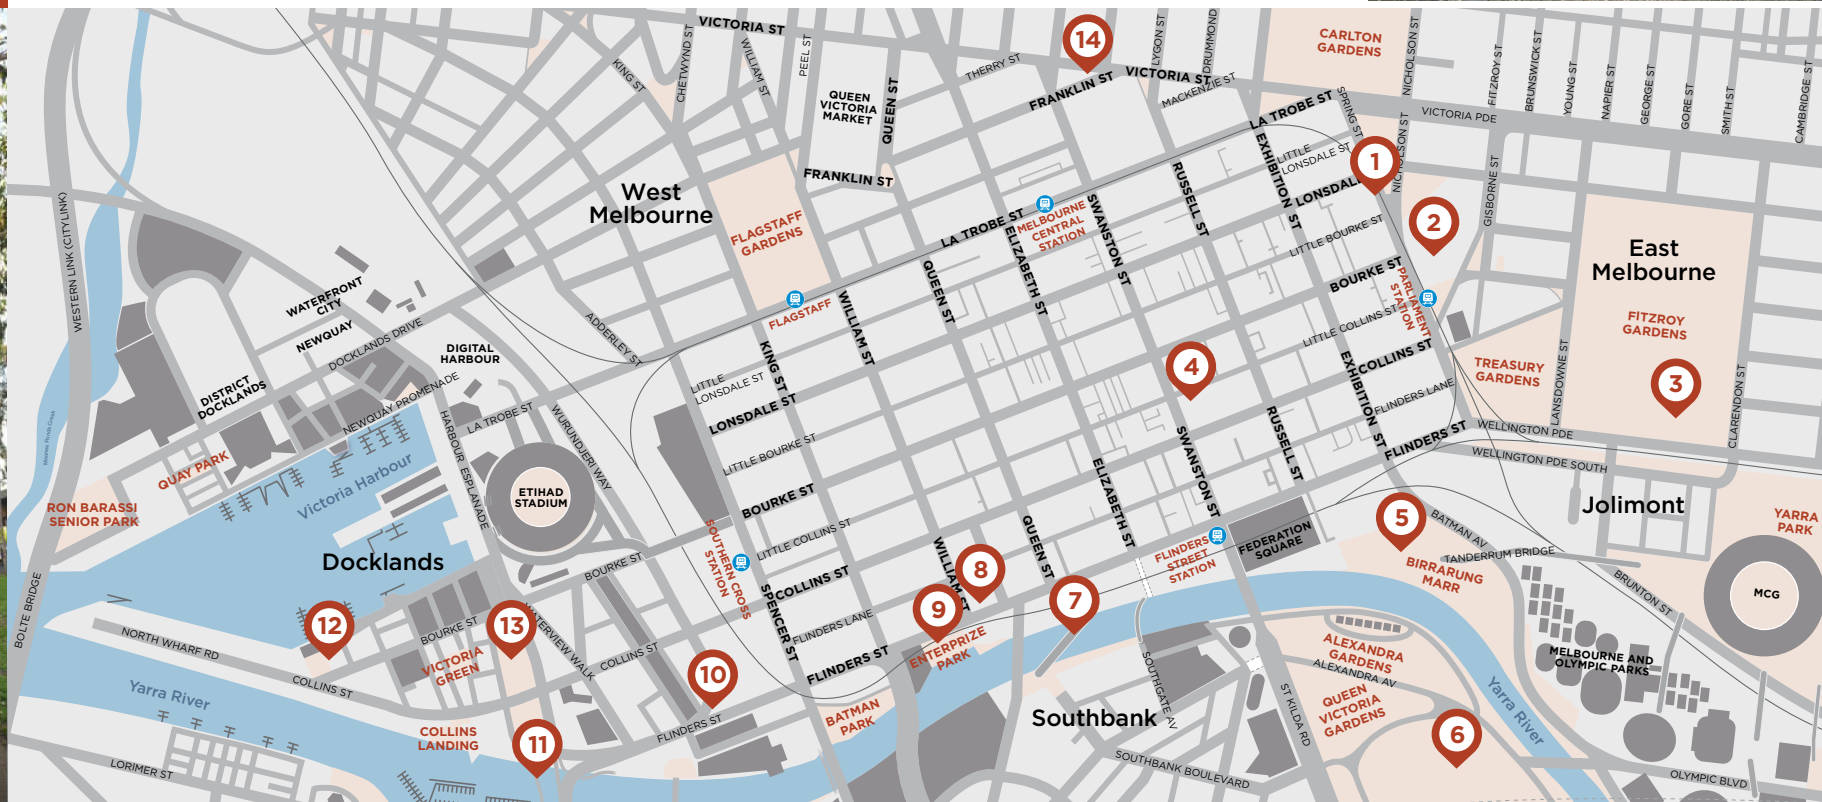 VICTORIA ST
CHETWYND ST
WILLIAM ST
PEEL ST
KING ST
QUEEN
VICTORIA
MARKET
QUEEN ST
THERRY ST
FRANKLIN ST
14
VICTORIA ST
LYGON ST
DRUMMOND
MACKENZIE ST
CARLTON
GARDENS
NICHOLSON ST
FITZROY ST
BRUNSWICK ST
YOUNG ST
NAPIER ST
GEORGE ST
GORE ST
SMITH ST
CAMBRIDGE ST
VICTORIA PDE
LA TROBE ST
SPRING ST
NICHOLSON ST
EXHIBITION ST
LITTLE
LONSDALE ST
LONSDALE
1
2
GISBORNE ST
FRANKLIN ST
West
Melbourne
FLAGSTAFF
GARDENS
LA TROBE ST
MELBOURNE
CENTRAL
STATION
ELIZABETH ST
SWANSTON ST
RUSSELL ST
LITTLE BOURKE ST
BOURKE ST
PARLIAMENT
STATION
East
Melbourne
FITZROY
GARDENS
3
WESTERN LINK (CITY LINK)
WATERFRONT
CITY
NEWQUAY
DOCKLANDS DRIVE
DIGITAL
HARBOUR
ADDERLEY ST
FLAGSTAFF
WILLIAM ST
QUEEN ST
LITTLE COLLINS ST
COLLINS ST
EXHIBITION ST
FLINDERS LANE
TREASURY
GARDENS
LANSDOWNE ST
CLARENDON ST
KING ST
LITTLE
LONSDALE ST
LONSDALE ST
4
DISTRICT
DOCKLANDS
NEWQUAY PROMENADE
LA TROBE ST
HARBOUR ESPLANADE
WURUNDJERI WAY
LITTLE BOURKE ST
RUSSELL ST
SWANSTON ST
FLINDERS ST
WELLINGTON PDE
WELLINGTON PDE SOUTH
Moonee Ponds Creek
QUAY PARK
Victoria Harbour
ETIHAD
STADIUM
BOURKE ST
ELIZABETH ST
RON BARASSI
SENIOR PARK
Jolimont
YARRA
PARK
5
BATMAN AV
TANDERRUM BRIDGE
BIRRARUNG
MARR
BRUNTON ST
MCG
Docklands
BOURKE ST
SOUTHERN CROSS
STATION
LITTLE COLLINS ST
COLLINS ST
QUEEN ST
WILLIAM ST
FLINDERS
STREET
STATION
FEDERATION
SQUARE
BOLTE BRIDGE
8
9
7
12
13
BOURKE ST
WATERVIEW WALK
SPENCER ST
FLINDERS LANE
FLINDERS ST
ENTERPRIZE
PARK
NORTH WHARF RD
COLLINS ST
VICTORIA
GREEN
COLLINS ST
10
SOUTHGATE AV
ALEXANDRA
GARDENS
ALEXANDRA AV
MELBOURNE AND
OLYMPIC PARKS
Yarra River
COLLINS
LANDING
11
FLINDERS ST
BATMAN
PARK
Southbank
ST KILDA RD
QUEEN
VICTORIA
GARDENS
6
Yarra River
LORIMER ST
SOUTHBANK BOULEVARD
OLYMPIC BLVD